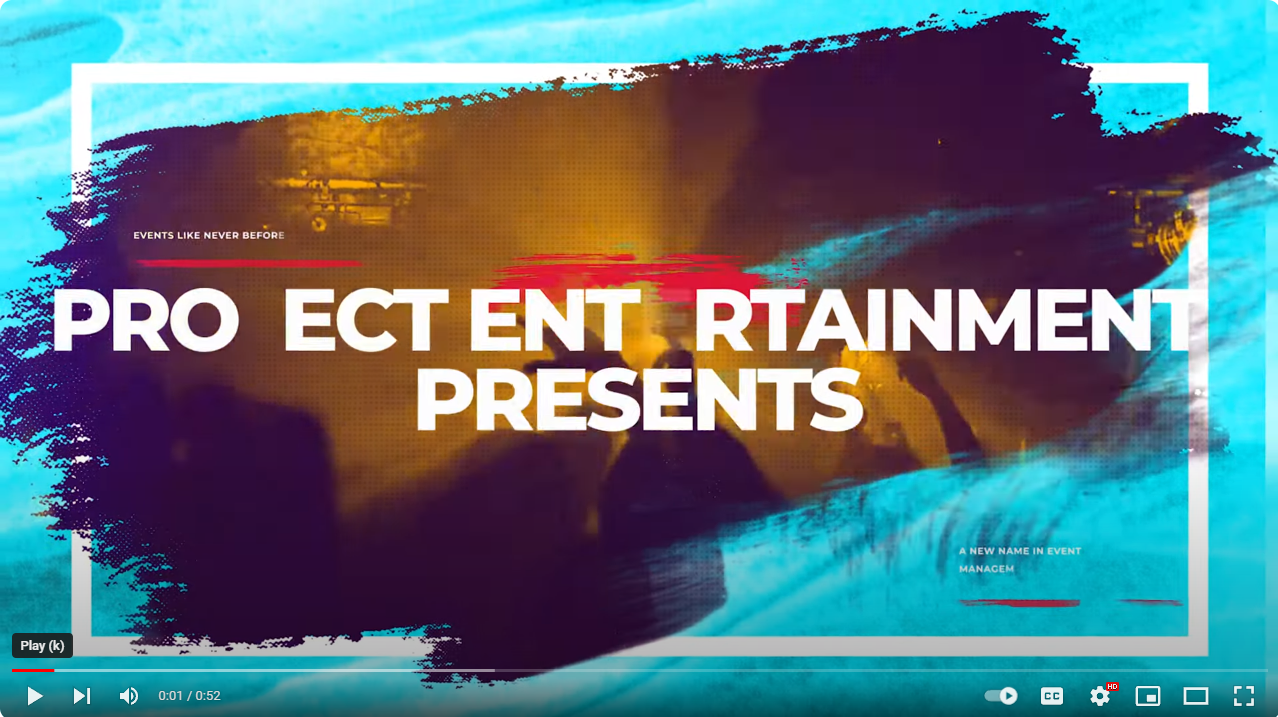 EVENTS LIKE NEVER BEFORE
PRO ECT ENT RTAINMENT
PRESENTS
A NEW NAME IN EVENT
MANAGEM
Play (k)
0:01 / 0:52
CC
HD